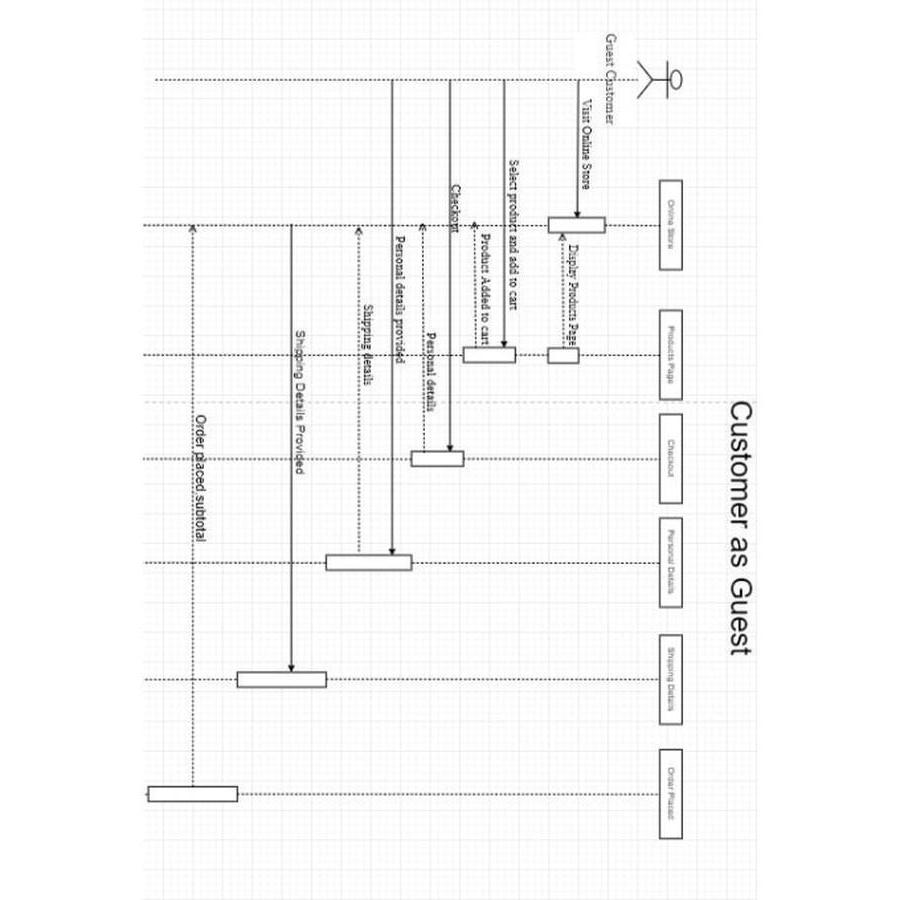 Customer as Guest
Online Store
Products Page
Checkout
Personal Details
Shipping Details
Order Placed
Guest Customer
Visit Online Store
Display Products Page
Select product and add to cart
Product Added to cart
Checkout
Personal details
Personal details provided
Shipping details
Shipping Details Provided
Order placed subtotal